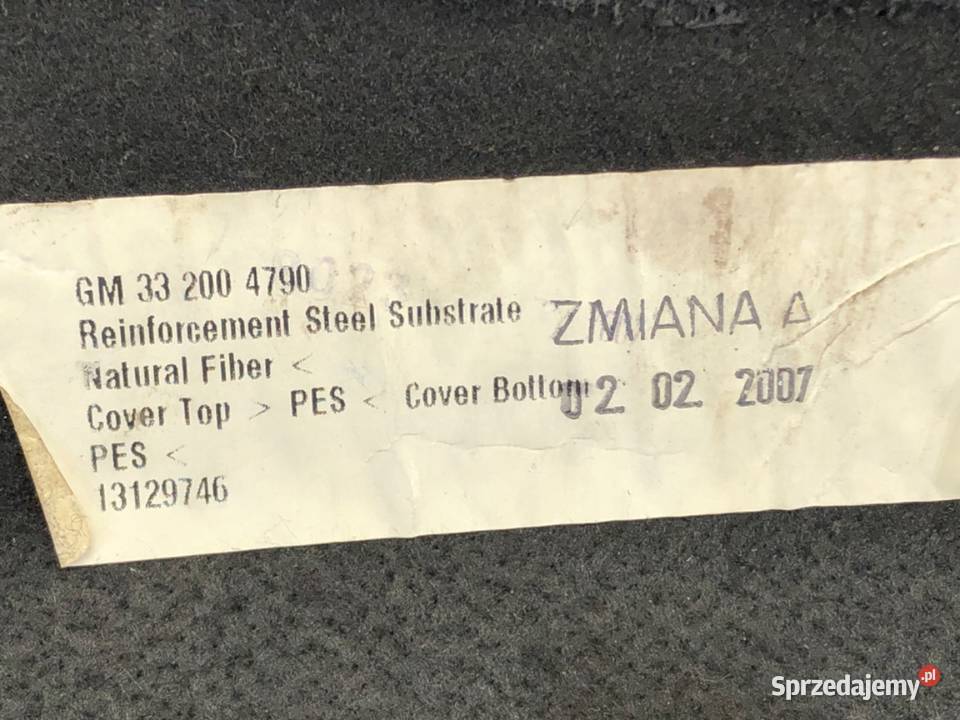 GM 33 200 4790
Reinforcement Steel Substrate
Natural Fiber <
Cover Top > PES < Cover Bottom
PES <
13129746
ZMIANA A
02 02. 2007
Sprzedajemy.pl